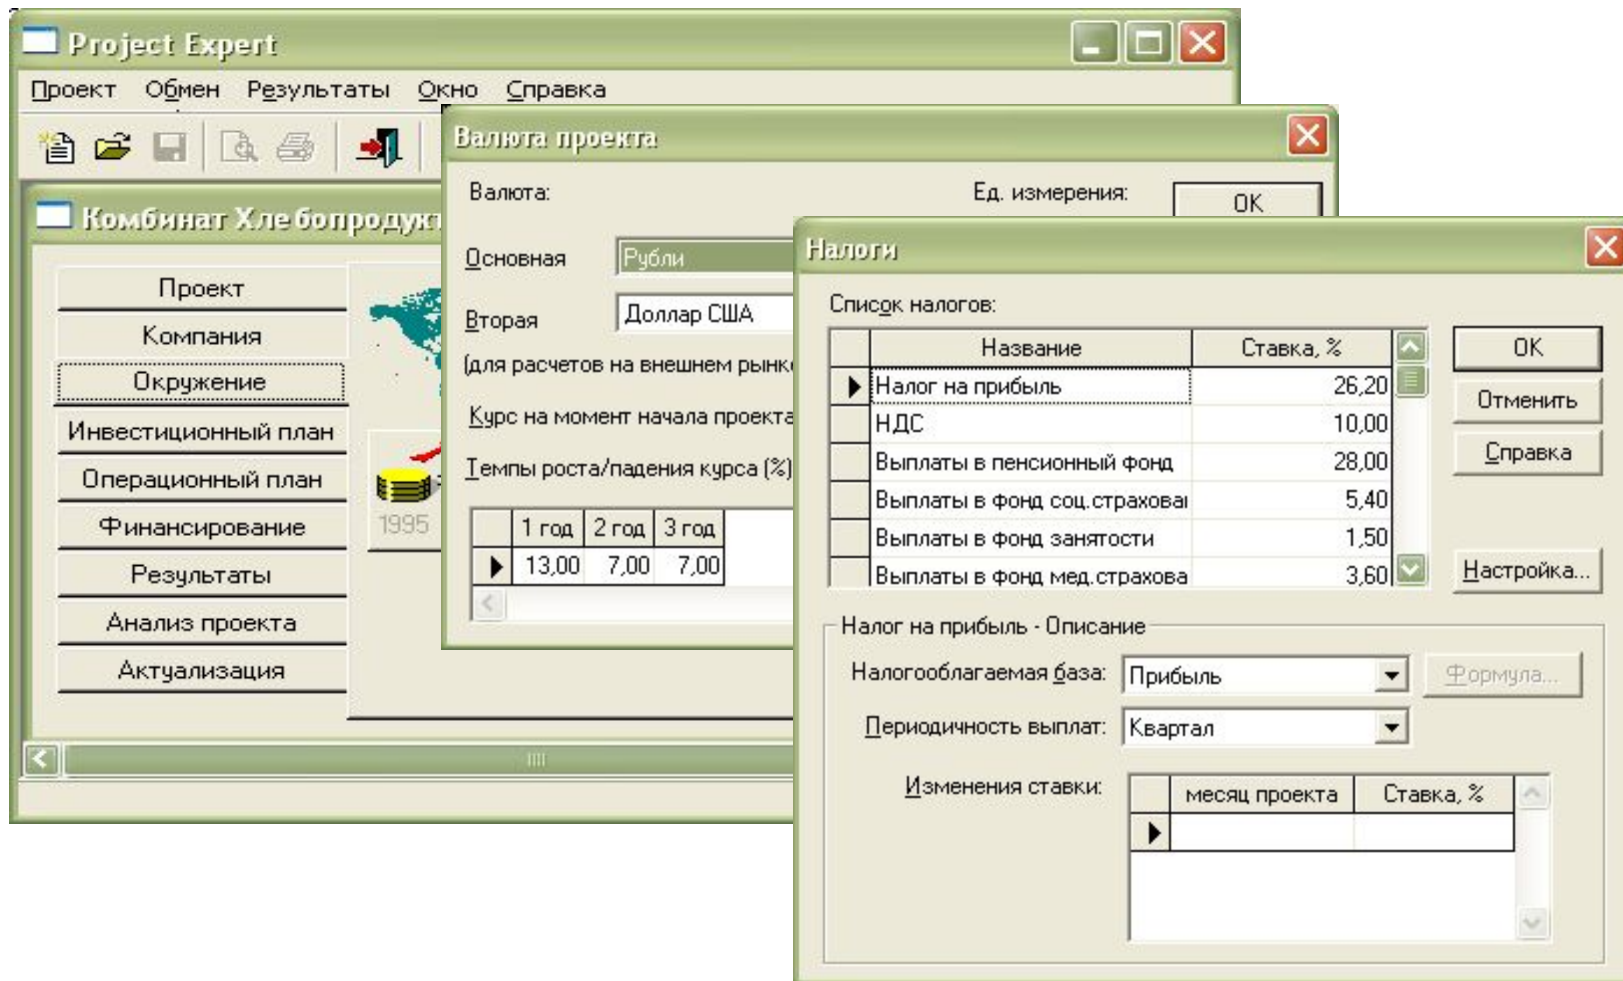 Project Expert
Проект Обмен Результаты Окно Справка
Комбинат Хлебопродукт
Проект
Компания
Окружение
Инвестиционный план
Операционный план
Финансирование
Результаты
Анализ проекта
Актуализация
1995
Валюта проекта
Валюта: Ед. измерения:
OK
Основная Рубли
Вторая Доллар США
(для расчетов на внешнем рынк
Курс на момент начала проекта
Темпы роста/падения курса (%)
1 год 2 год 3 год
13,00 7,00 7,00
Налоги
Список налогов:
Название Ставка, %
Налог на прибыль 26,20
НДС 10,00
Выплаты в пенсионный фонд 28,00
Выплаты в фонд соц.страхова 5,40
Выплаты в фонд занятости 1,50
Выплаты в фонд мед.страхова 3,60
OK
Отменить
Справка
Настройка...
Налог на прибыль - Описание
Налогооблагаемая база: Прибыль Формула...
Периодичность выплат: Квартал
Изменения ставки: месяц проекта Ставка, %